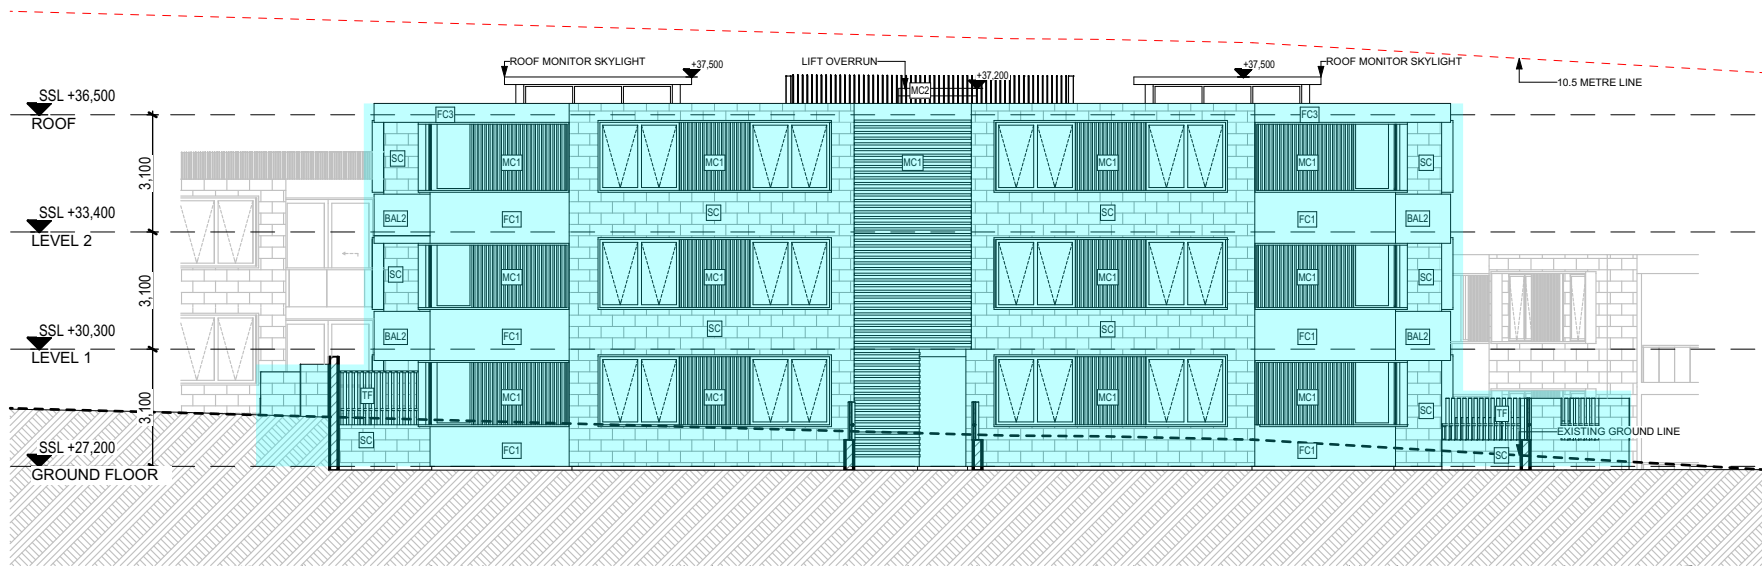 ROOF MONITOR SKYLIGHT
+37,500
LIFT OVERRUN
+37,200
MC2
+37,500
ROOF MONITOR SKYLIGHT
10.5 METRE LINE
SSL +36,500
ROOF
FC3
FC3
3,100
SC
MC1
MC1
MC1
MC1
MC1
SC
SSL +33,400
LEVEL 2
BAL2
FC1
SC
SC
FC1
BAL2
3,100
SC
MC1
MC1
MC1
MC1
SC
SSL +30,300
LEVEL 1
BAL2
FC1
SC
SC
FC1
BAL2
3,100
TF
MC1
MC1
MC1
MC1
SC
TF
EXISTING GROUND LINE
SSL +27,200
GROUND FLOOR
SC
FC1
FC1
SC